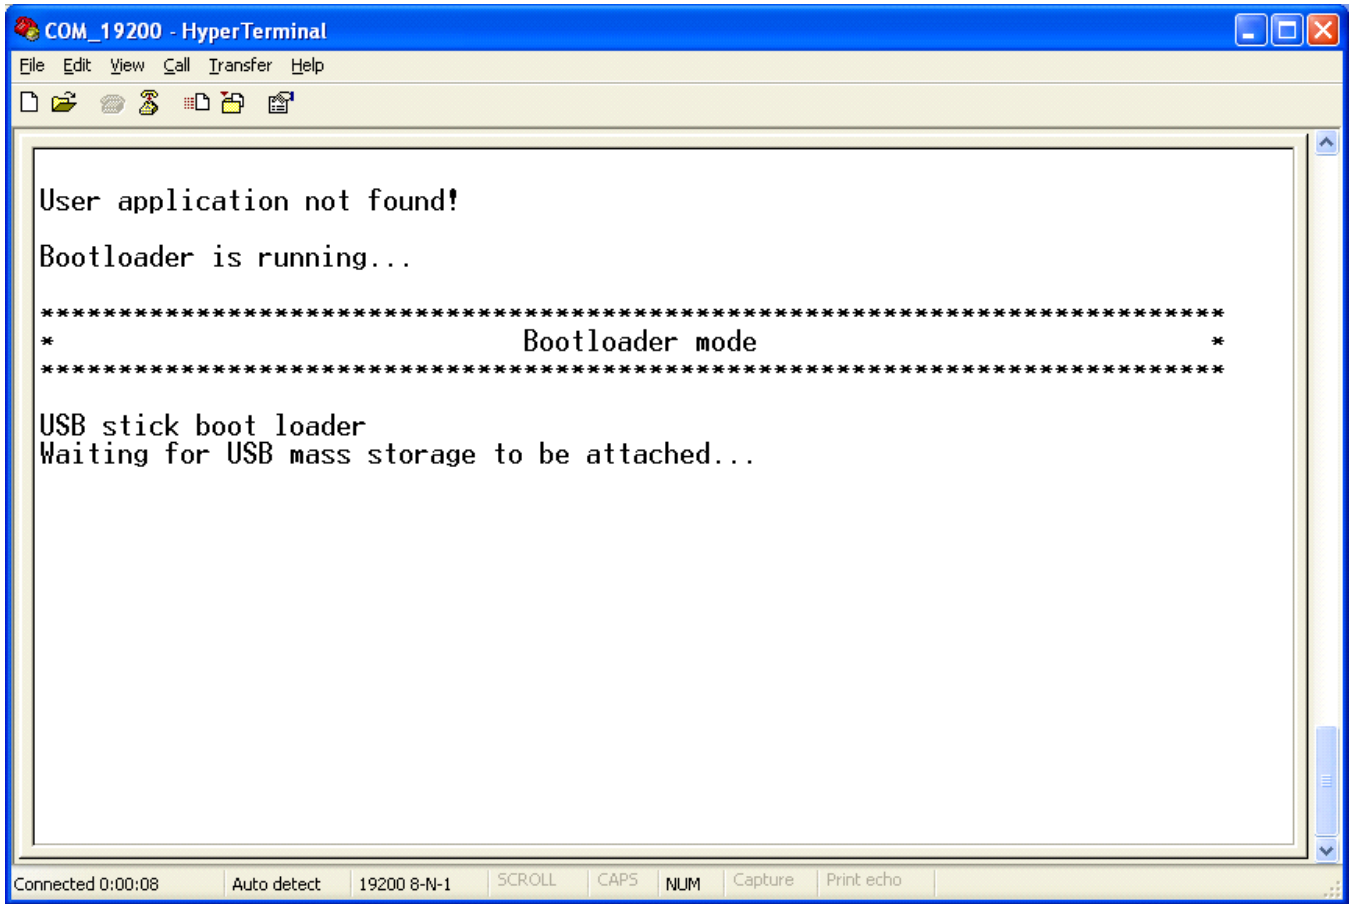 COM_19200 - HyperTerminal
File Edit View Call Transfer Help
User application not found!
Bootloader is running...
****************************************************************************
* Bootloader mode *
****************************************************************************
USB stick boot loader
Waiting for USB mass storage to be attached...
Connected 0:00:08 Auto detect 19200 8-N-1 SCROLL CAPS NUM Capture Print echo